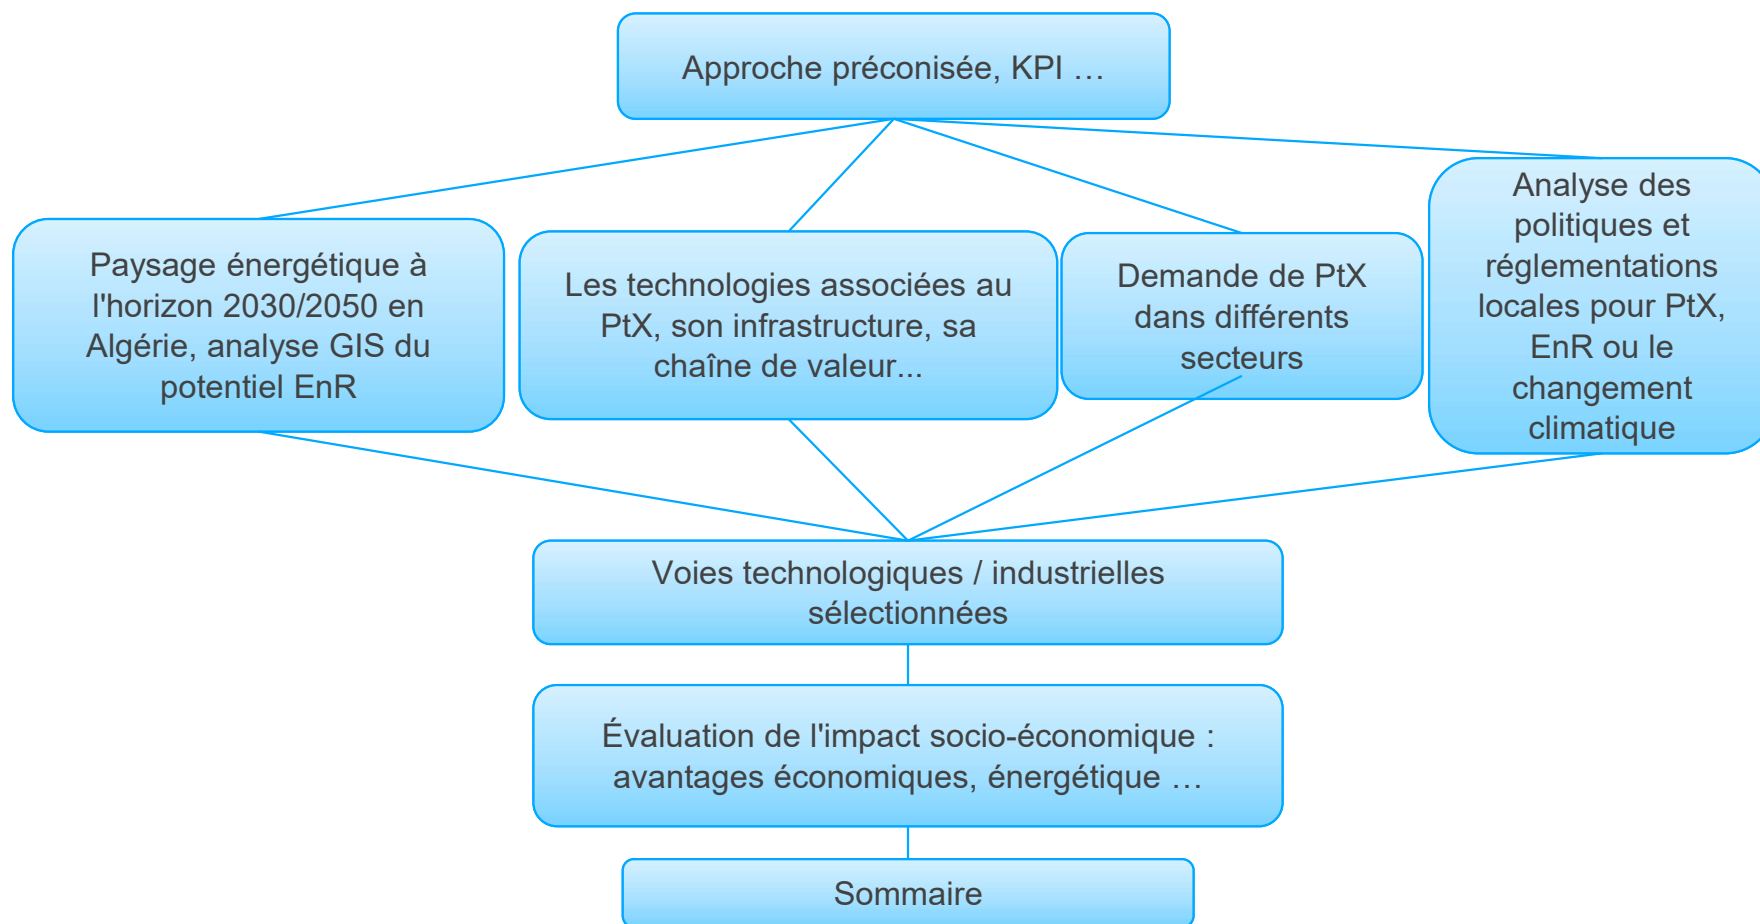 Approche préconisée, KPI …
Paysage énergétique à
l'horizon 2030/2050 en
Algérie, analyse GIS du
potentiel EnR
Les technologies associées au
PtX, son infrastructure, sa
chaîne de valeur...
Demande de PtX
dans différents
secteurs
Analyse des
politiques et
réglementations
locales pour PtX,
EnR ou le
changement
climatique
Voies technologiques / industrielles
sélectionnées
Évaluation de l'impact socio-économique :
avantages économiques, énergétique …
Sommaire